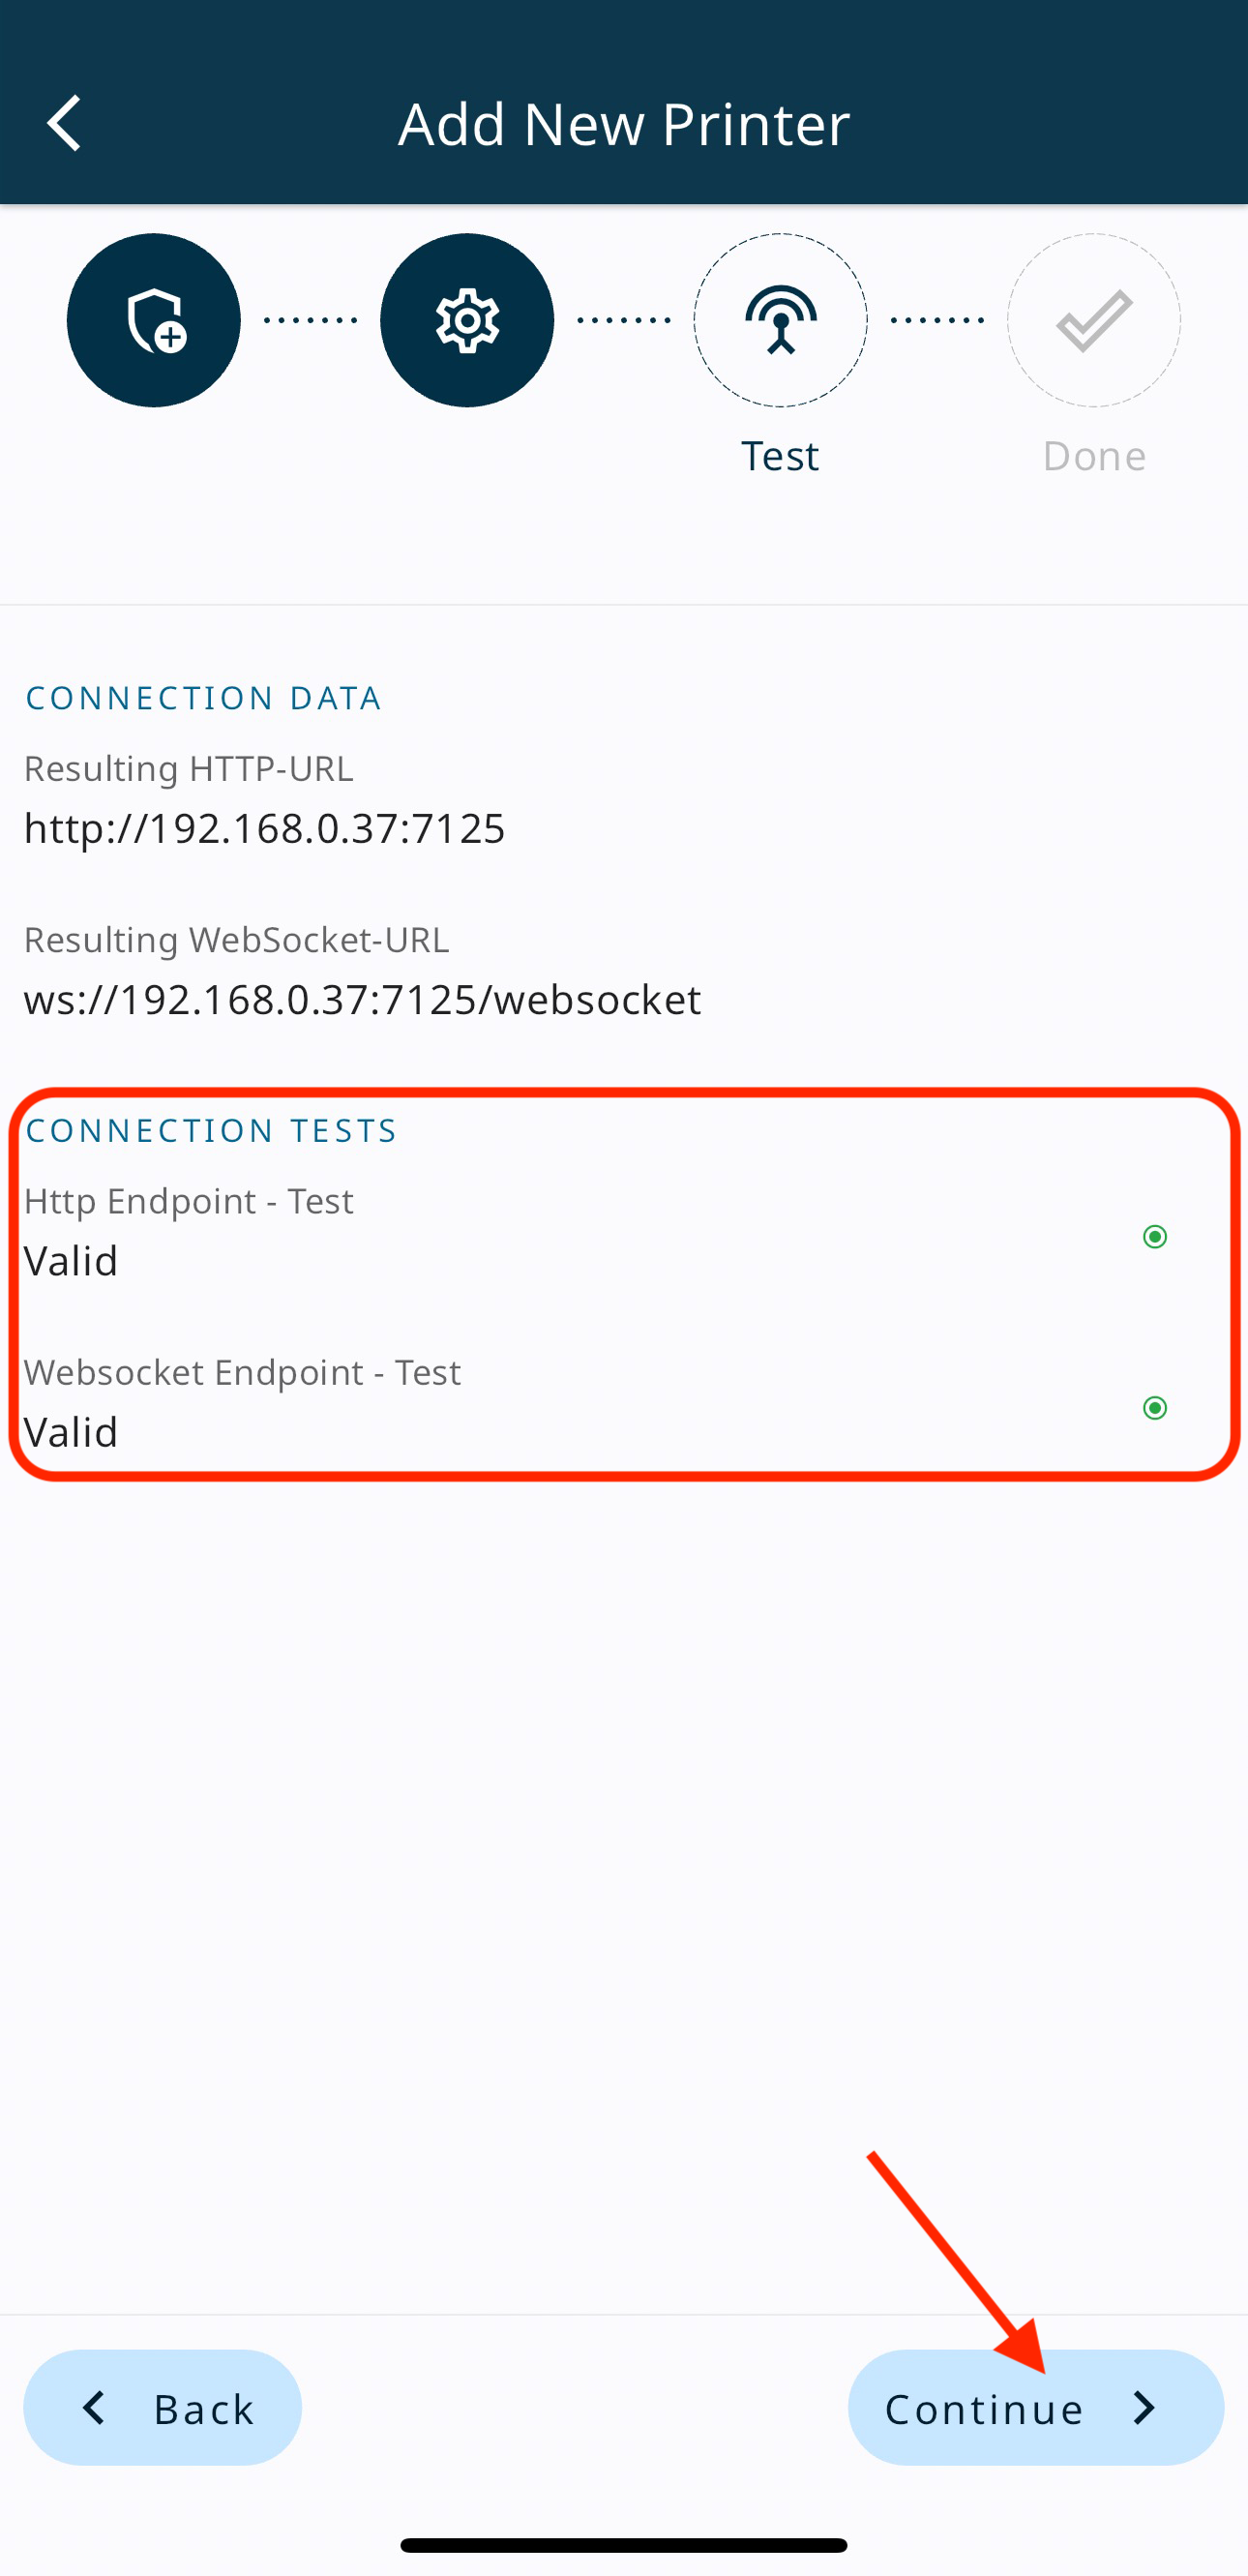 Add New Printer
Test
Done
CONNECTION DATA
Resulting HTTP-URL
http://192.168.0.37:7125
Resulting WebSocket-URL
ws://192.168.0.37:7125/websocket
CONNECTION TESTS
Http Endpoint - Test
Valid
Websocket Endpoint - Test
Valid
Back
Continue